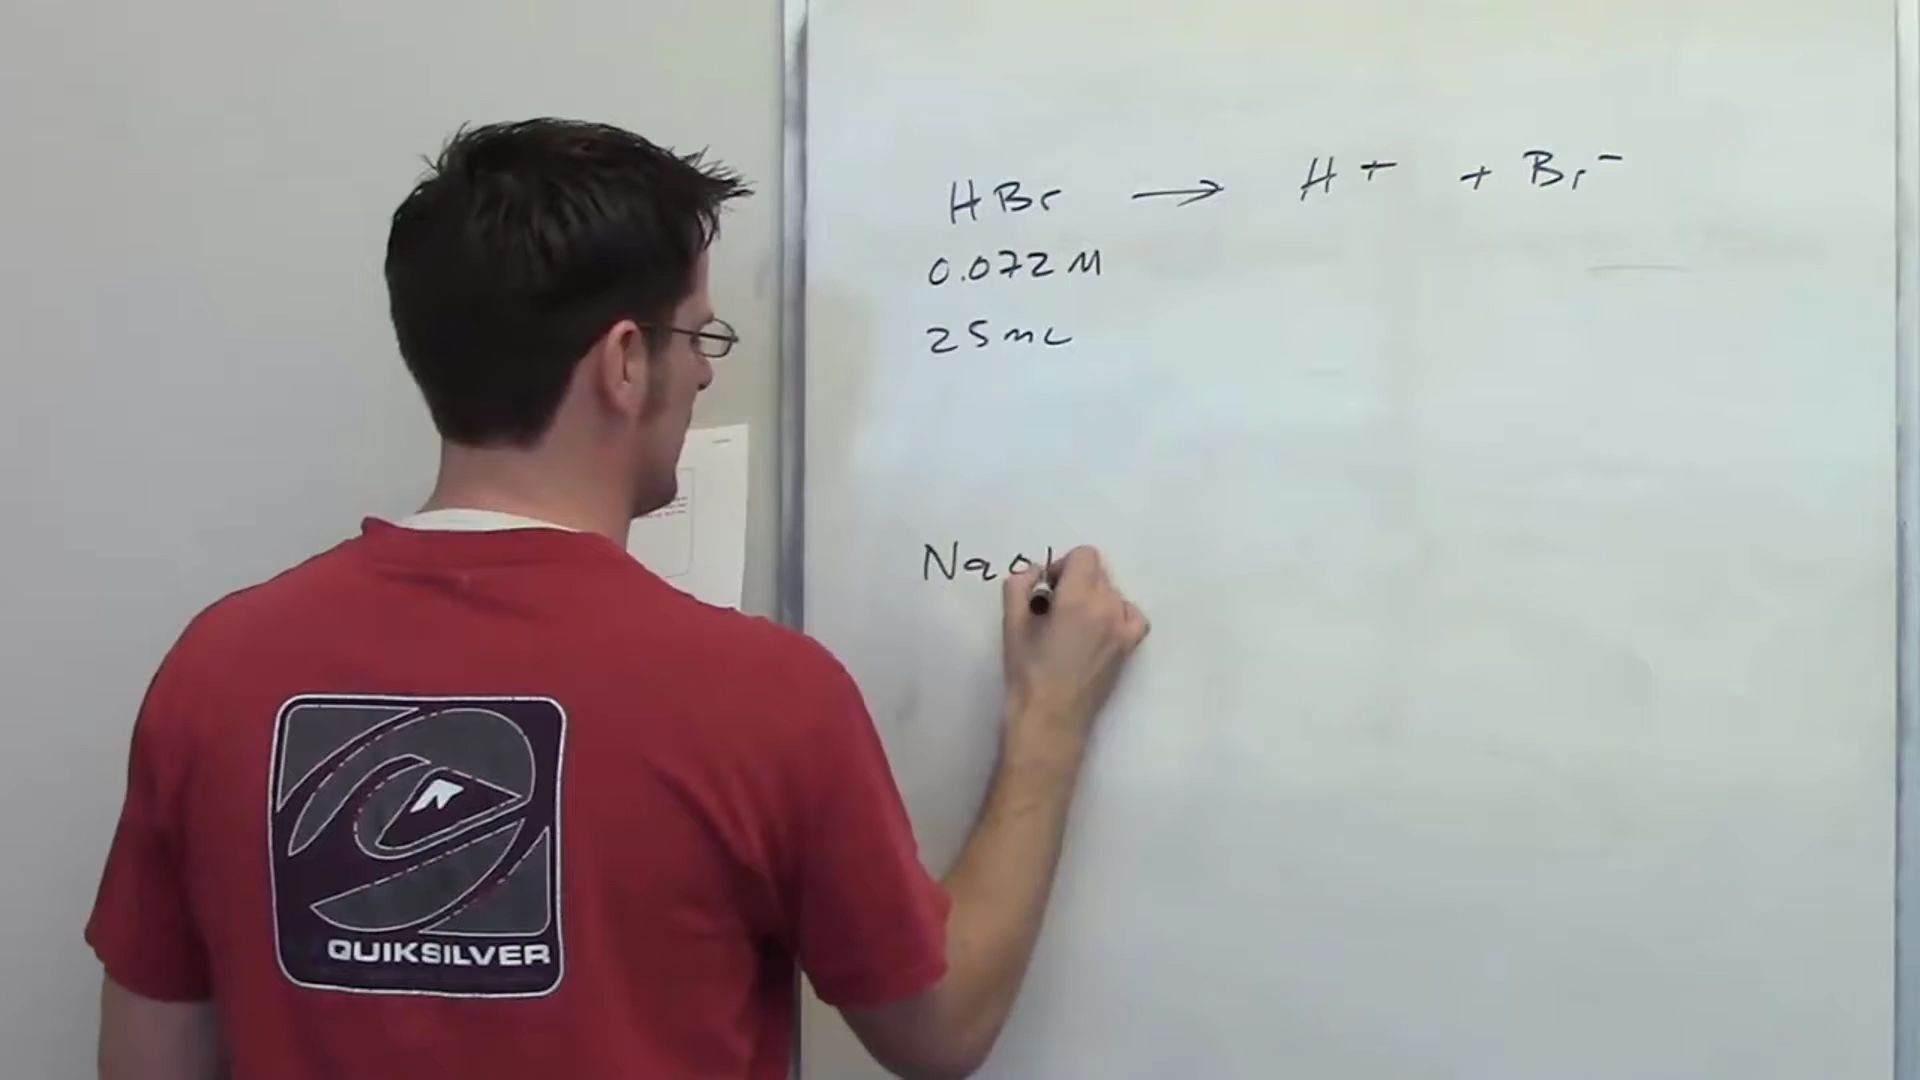 HBr → H+ + Br-
0.072 M
25 mL
NaOH
QUIKSILVER